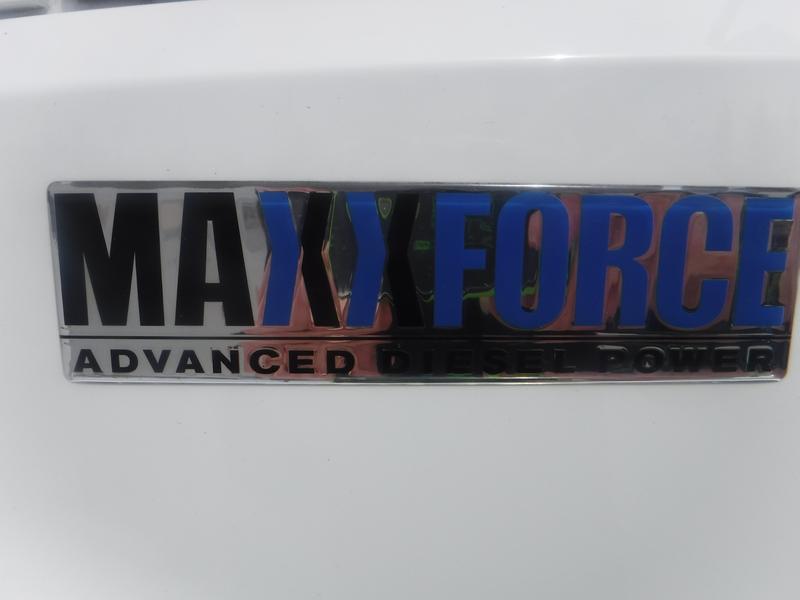 MAXXFORCE
ADVANCED DIESEL POWER